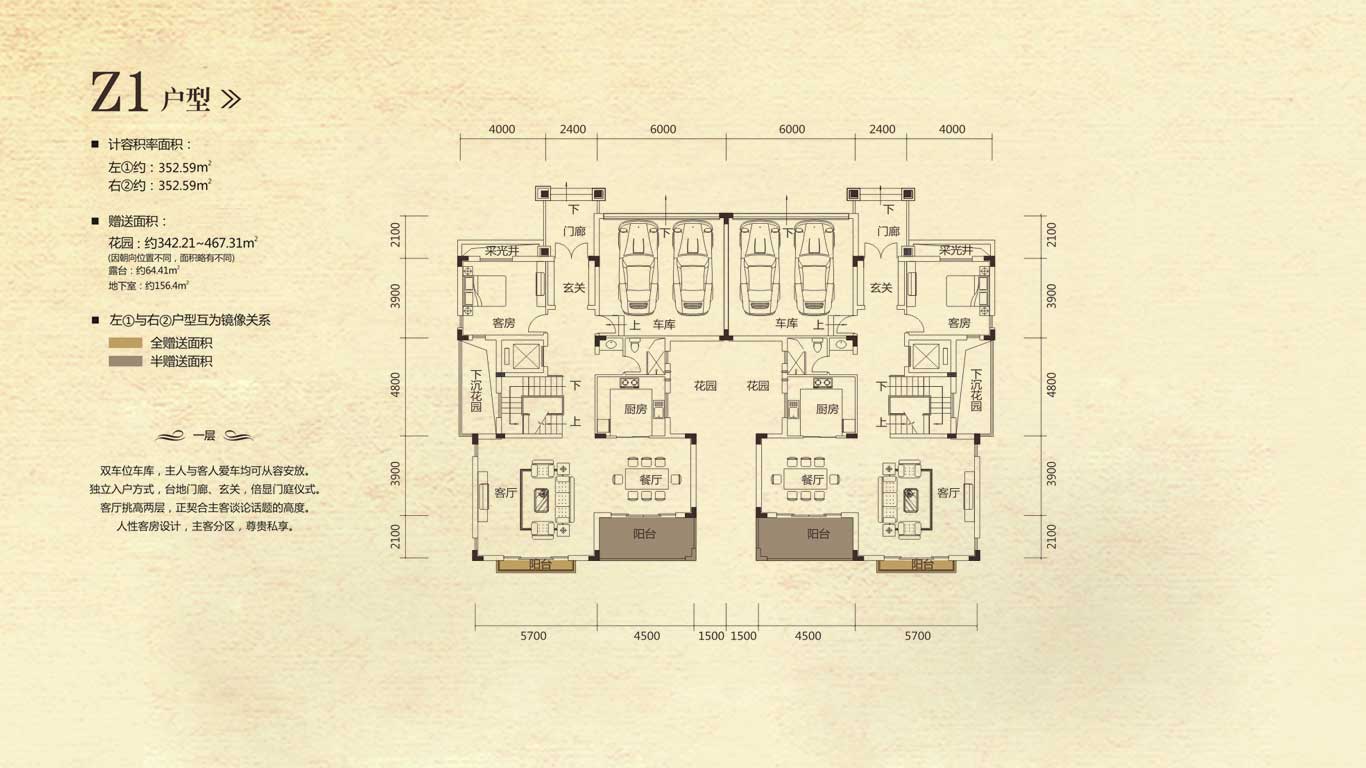 Z1 户型
■ 计容积率面积：
左①约：352.59m²
右②约：352.59m²
■ 赠送面积：
花园：约342.21~467.31m²
(因朝向位置不同，面积略有不同)
露台：约64.41m²
地下室：约156.4m²
■ 左①与右②户型互为镜像关系
全赠送面积
半赠送面积
一层
双车位车库，主人与客人爱车均可从容安放。
独立入户方式，台地门廊、玄关，倍显门庭仪式。
客厅挑高两层，正契合主客谈论话题的高度。
人性客房设计，主客分区，尊贵私享。
4000 2400 6000 6000 2400 4000
下 下
2100 门廊 下 下 门廊 2100
采光井 采光井
3900 玄关 玄关 3900
客房 上 车库 车库 上 客房
4800 下沉花园 下 花园 花园 下 下沉花园 4800
厨房 厨房
上 上
3900 客厅 餐厅 餐厅 客厅 3900
2100 阳台 阳台 2100
阳台 阳台
5700 4500 1500 1500 4500 5700